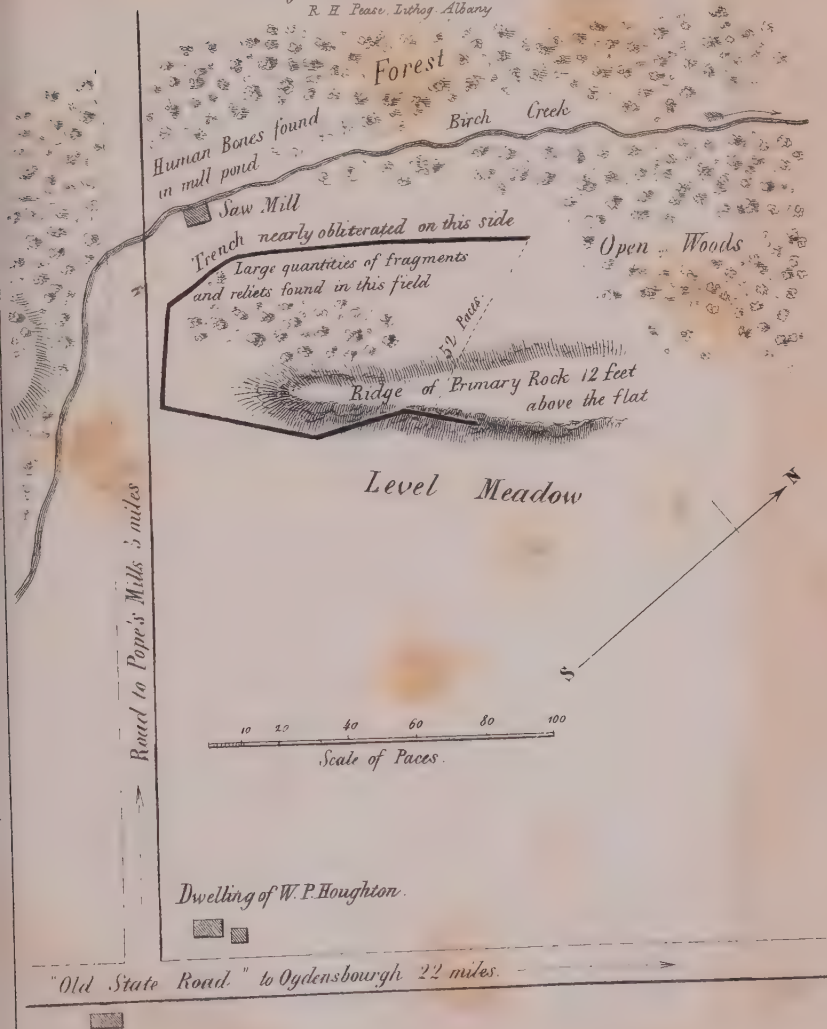 R. H. Pease. Lithog. Albany
Forest
Birch Creek
Human Bones found
in mill pond
Saw Mill
Trench nearly obliterated on this side
Large quantities of fragments
and relicts found in this field
Open Woods
52 Paces.
Ridge of Primary Rock 12 feet
above the flat
Level Meadow
N
S
Road to Pope's Mills 5 miles
10 20 40 60 80 100
Scale of Paces.
Dwelling of W. P. Houghton.
"Old State Road." to Ogdensbourgh 22 miles.